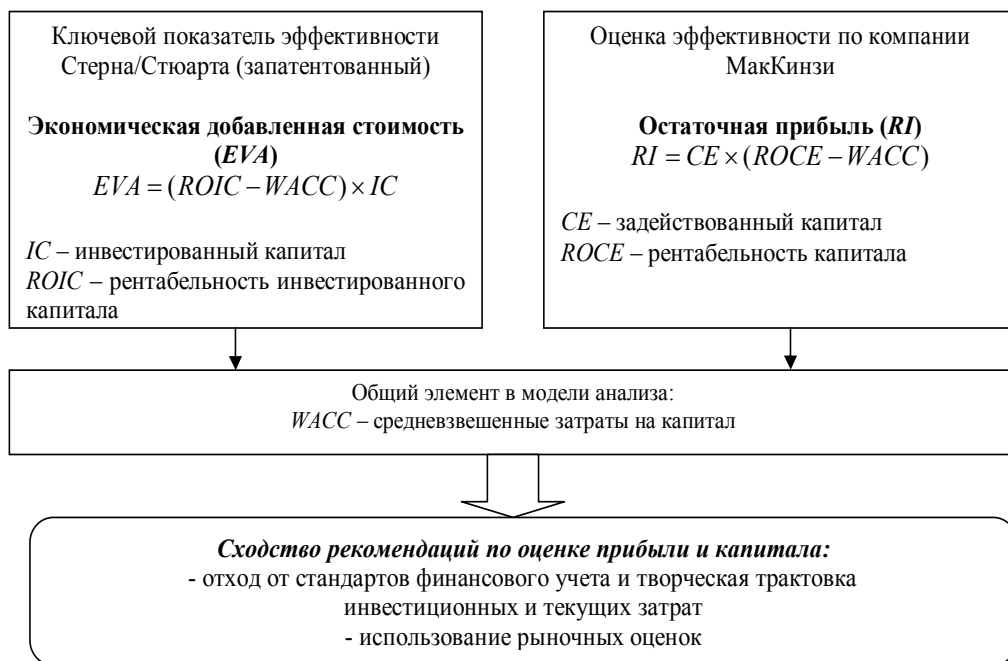 Ключевой показатель эффективности
Стерна/Стюарта (запатентованный)
Экономическая добавленная стоимость
(EVA)
EVA = (ROIC – WACC) × IC
IC – инвестированный капитал
ROIC – рентабельность инвестированного
капитала
Оценка эффективности по компании
МакКинзи
Остаточная прибыль (RI)
RI = CE × (ROCE – WACC)
CE – задействованный капитал
ROCE – рентабельность капитала
Общий элемент в модели анализа:
WACC – средневзвешенные затраты на капитал
Сходство рекомендаций по оценке прибыли и капитала:
- отход от стандартов финансового учета и творческая трактовка
инвестиционных и текущих затрат
- использование рыночных оценок